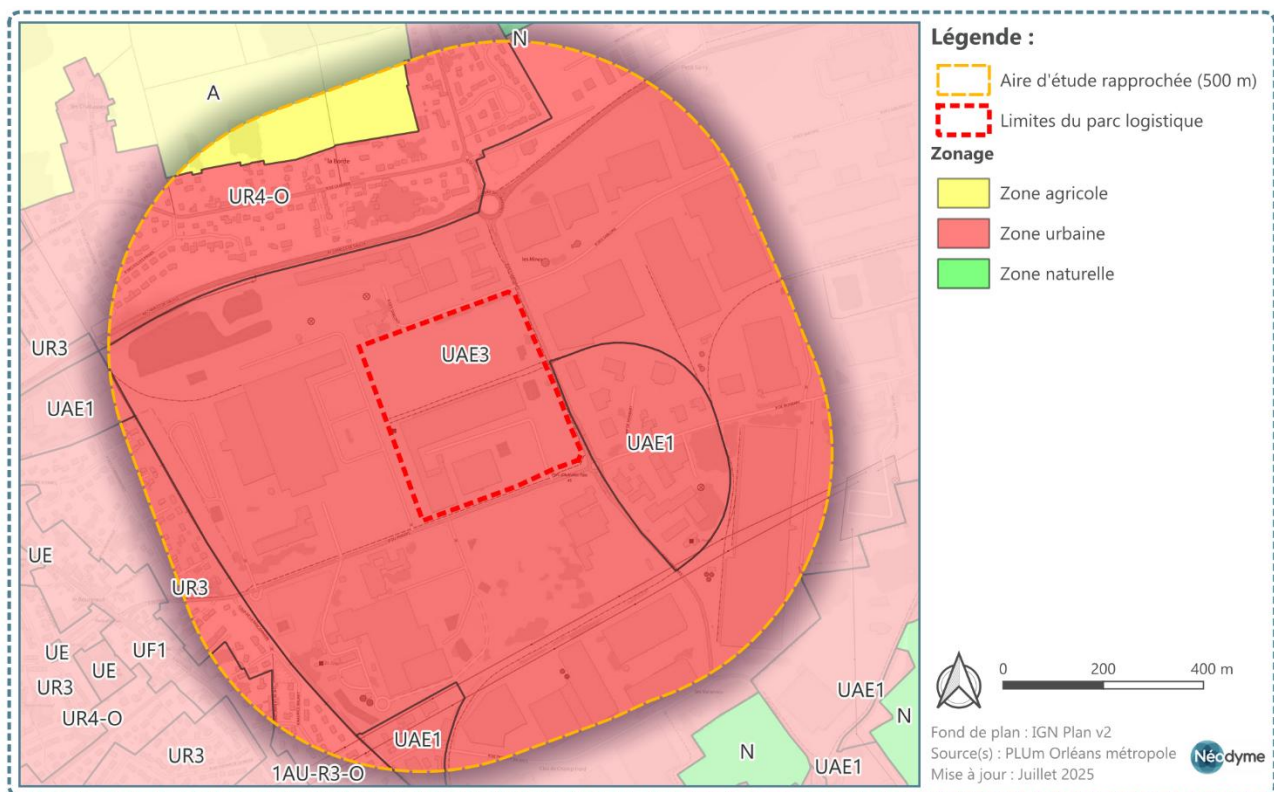 N
A
UR4-O
UR3
UAE3
UAE1
UAE1
UE
UR3
UF1
UE
UE
UR3
UR4-O
UR3
1AU-R3-O
UAE1
N
UAE1
N
UAE1
Légende :
Aire d'étude rapprochée (500 m)
Limites du parc logistique
Zonage
Zone agricole
Zone urbaine
Zone naturelle
0 200 400 m
Fond de plan : IGN Plan v2
Source(s) : PLUm Orléans métropole
Mise à jour : Juillet 2025
Néodyme